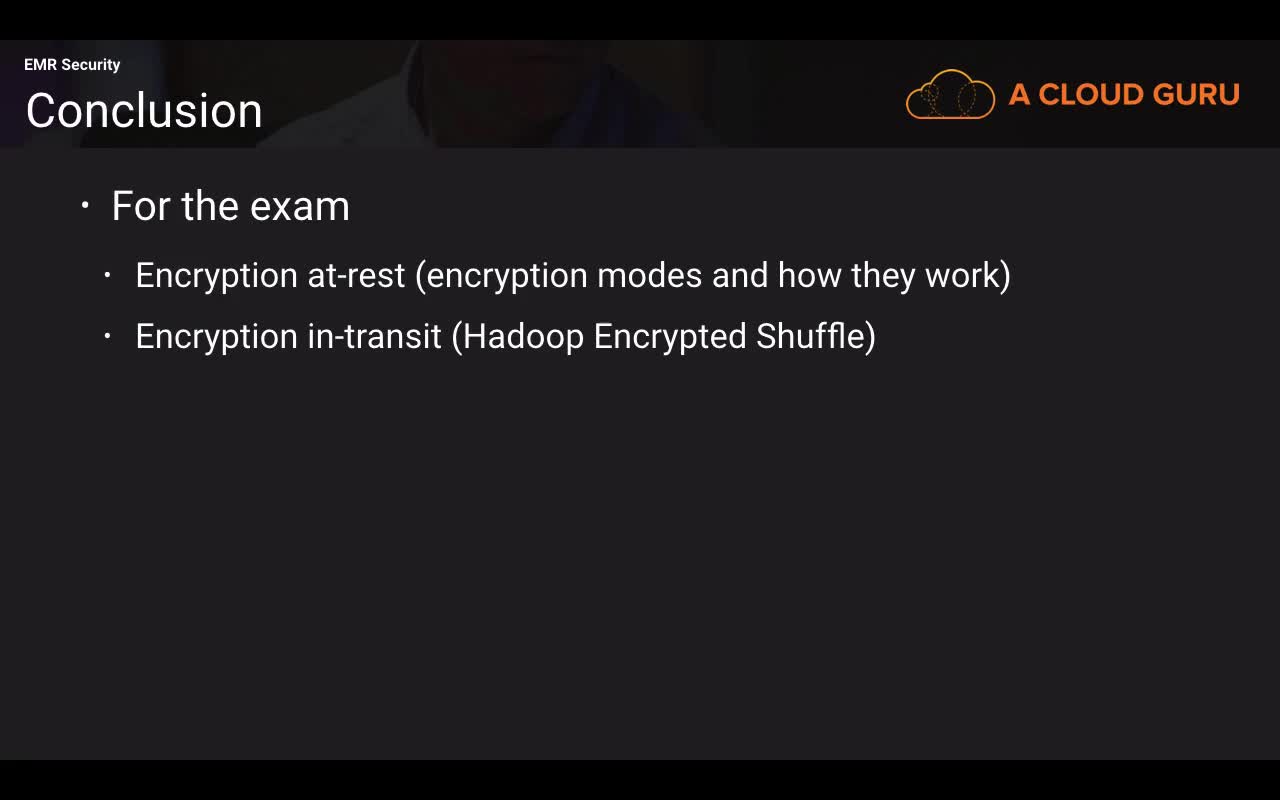 EMR Security
Conclusion
A CLOUD GURU
• For the exam
• Encryption at-rest (encryption modes and how they work)
• Encryption in-transit (Hadoop Encrypted Shuffle)